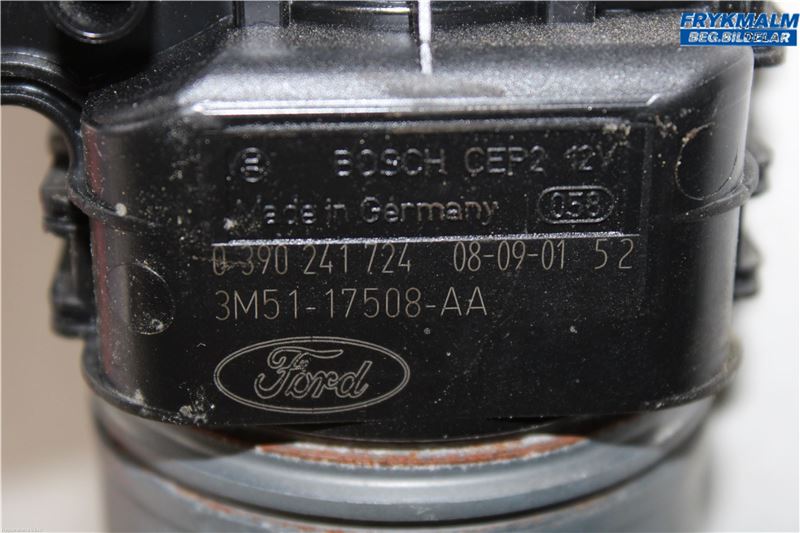 FRYKMALM
BEG.BILDELAR
BOSCH CEP2 12V
Made in Germany 058
0 390 241 724 08-09-01 52
3M51-17508-AA
Ford